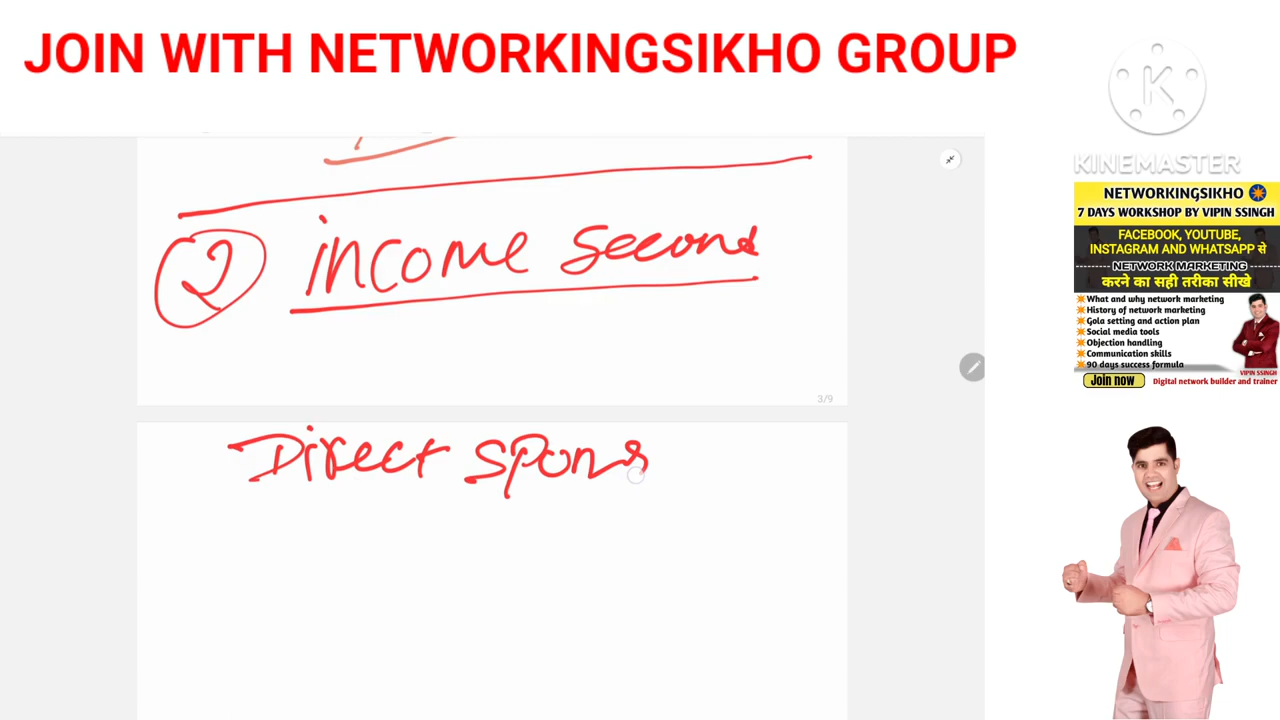 JOIN WITH NETWORKINGSIKHO GROUP
K
KINEMASTER
2 income second
3/9
Direct spons
NETWORKINGSIKHO
7 DAYS WORKSHOP BY VIPIN SSINGH
FACEBOOK, YOUTUBE,
INSTAGRAM AND WHATSAPP से
NETWORK MARKETING
करने का सही तरीका सीखे
What and why network marketing
History of network marketing
Gola setting and action plan
Social media tools
Objection handling
Communication skills
90 days success formula
VIPIN SSINGH
Join now
Digital network builder and trainer